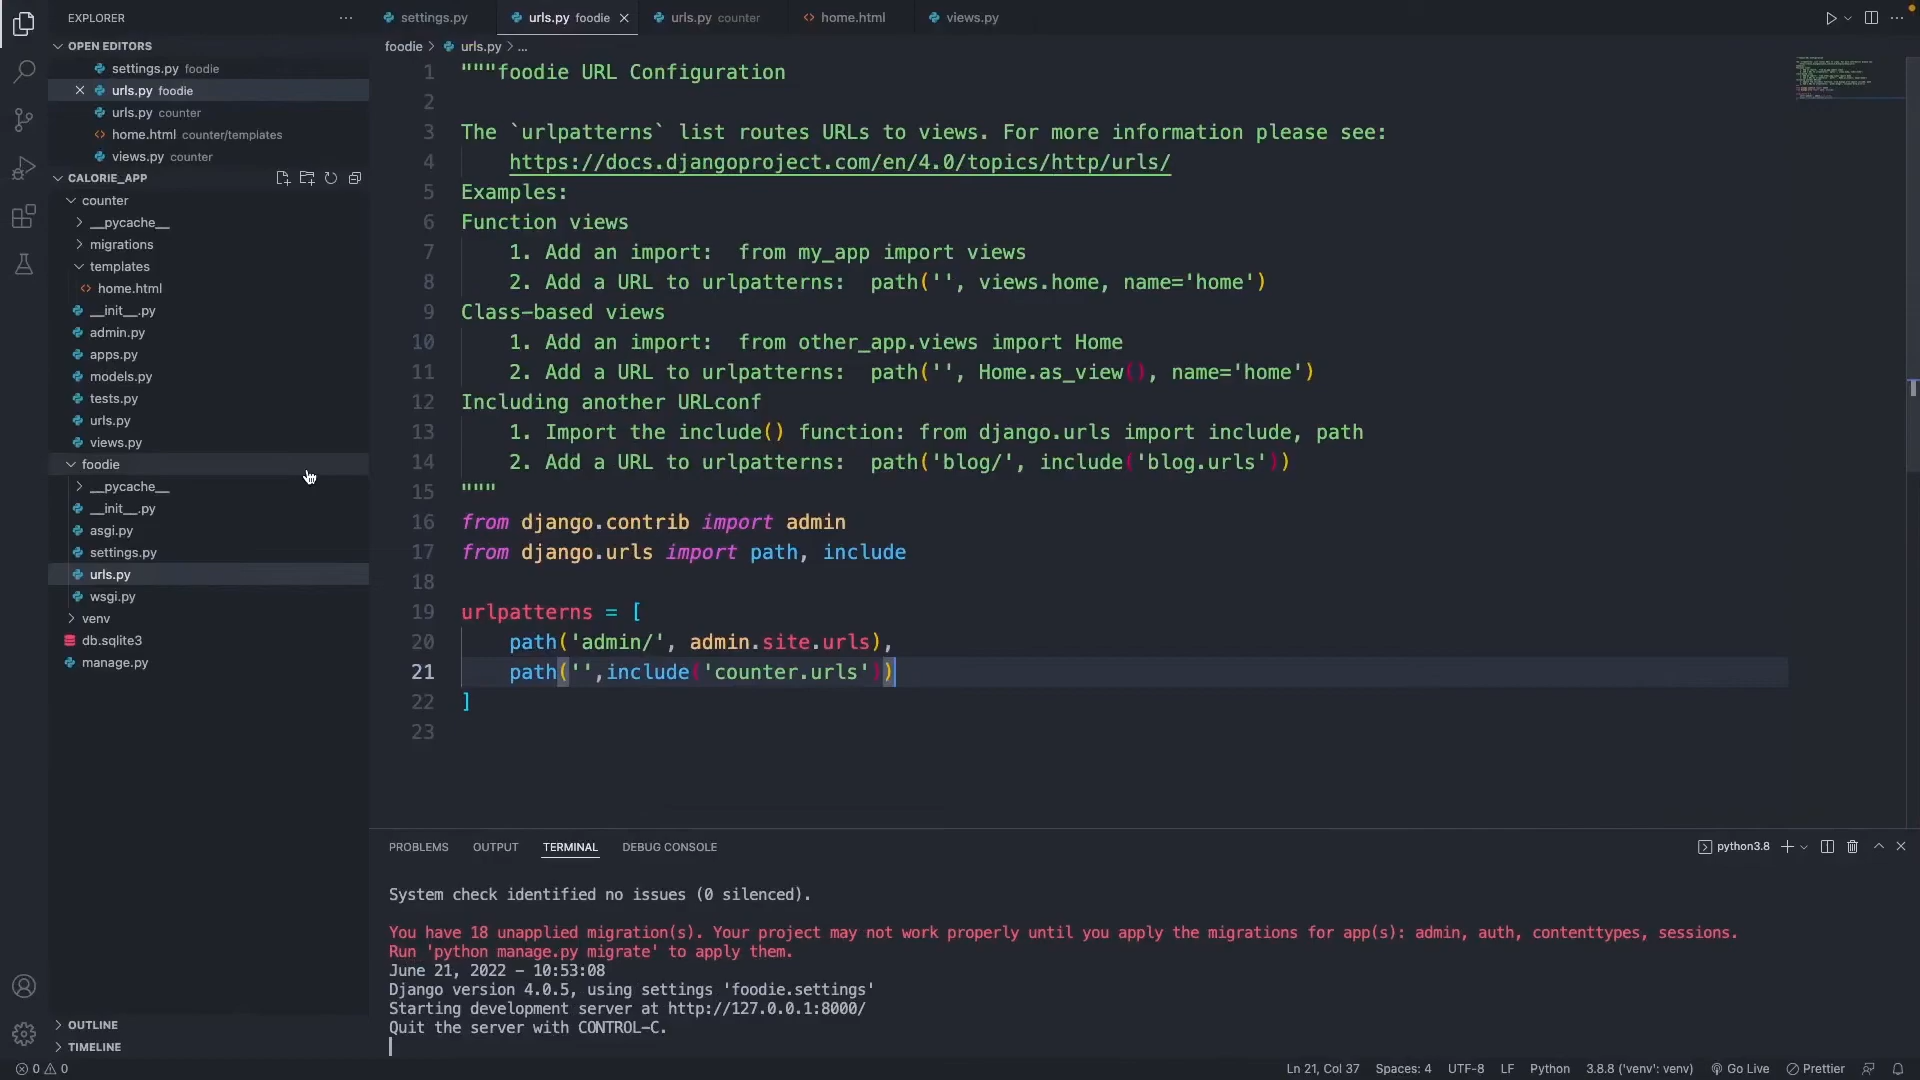 EXPLORER
OPEN EDITORS
settings.py foodie
urls.py foodie
urls.py counter
home.html counter/templates
views.py counter
CALORIE_APP
counter
__pycache__
migrations
templates
home.html
__init__.py
admin.py
apps.py
models.py
tests.py
urls.py
views.py
foodie
__pycache__
__init__.py
asgi.py
settings.py
urls.py
wsgi.py
venv
db.sqlite3
manage.py
OUTLINE
TIMELINE
settings.py
urls.py foodie
urls.py counter
home.html
views.py
foodie > urls.py > ...
1 """foodie URL Configuration
2
3 The `urlpatterns` list routes URLs to views. For more information please see:
4 https://docs.djangoproject.com/en/4.0/topics/http/urls/
5 Examples:
6 Function views
7 1. Add an import:  from my_app import views
8 2. Add a URL to urlpatterns:  path('', views.home, name='home')
9 Class-based views
10 1. Add an import:  from other_app.views import Home
11 2. Add a URL to urlpatterns:  path('', Home.as_view(), name='home')
12 Including another URLconf
13 1. Import the include() function: from django.urls import include, path
14 2. Add a URL to urlpatterns:  path('blog/', include('blog.urls'))
15 """
16 from django.contrib import admin
17 from django.urls import path, include
18
19 urlpatterns = [
20 path('admin/', admin.site.urls),
21 path('',include('counter.urls'))
22 ]
23
PROBLEMS OUTPUT TERMINAL DEBUG CONSOLE
python3.8
System check identified no issues (0 silenced).
You have 18 unapplied migration(s). Your project may not work properly until you apply the migrations for app(s): admin, auth, contenttypes, sessions.
Run 'python manage.py migrate' to apply them.
June 21, 2022 - 10:53:08
Django version 4.0.5, using settings 'foodie.settings'
Starting development server at http://127.0.0.1:8000/
Quit the server with CONTROL-C.
0 0
Ln 21, Col 37 Spaces: 4 UTF-8 LF Python 3.8.8 ('venv': venv) Go Live Prettier